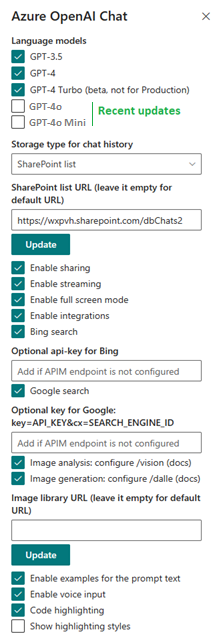 Azure OpenAI Chat
Language models
GPT-3.5
GPT-4
GPT-4 Turbo (beta, not for Production)
GPT-4o
Recent updates
GPT-4o Mini
Storage type for chat history
SharePoint list
SharePoint list URL (leave it empty for
default URL)
https://wxpvh.sharepoint.com/dbChats2
Update
Enable sharing
Enable streaming
Enable full screen mode
Enable integrations
Bing search
Optional api-key for Bing
Add if APIM endpoint is not configured
Google search
Optional key for Google:
key=API_KEY&cx=SEARCH_ENGINE_ID
Add if APIM endpoint is not configured
Image analysis: configure /vision (docs)
Image generation: configure /dalle (docs)
Image library URL (leave it empty for default
URL)
Update
Enable examples for the prompt text
Enable voice input
Code highlighting
Show highlighting styles